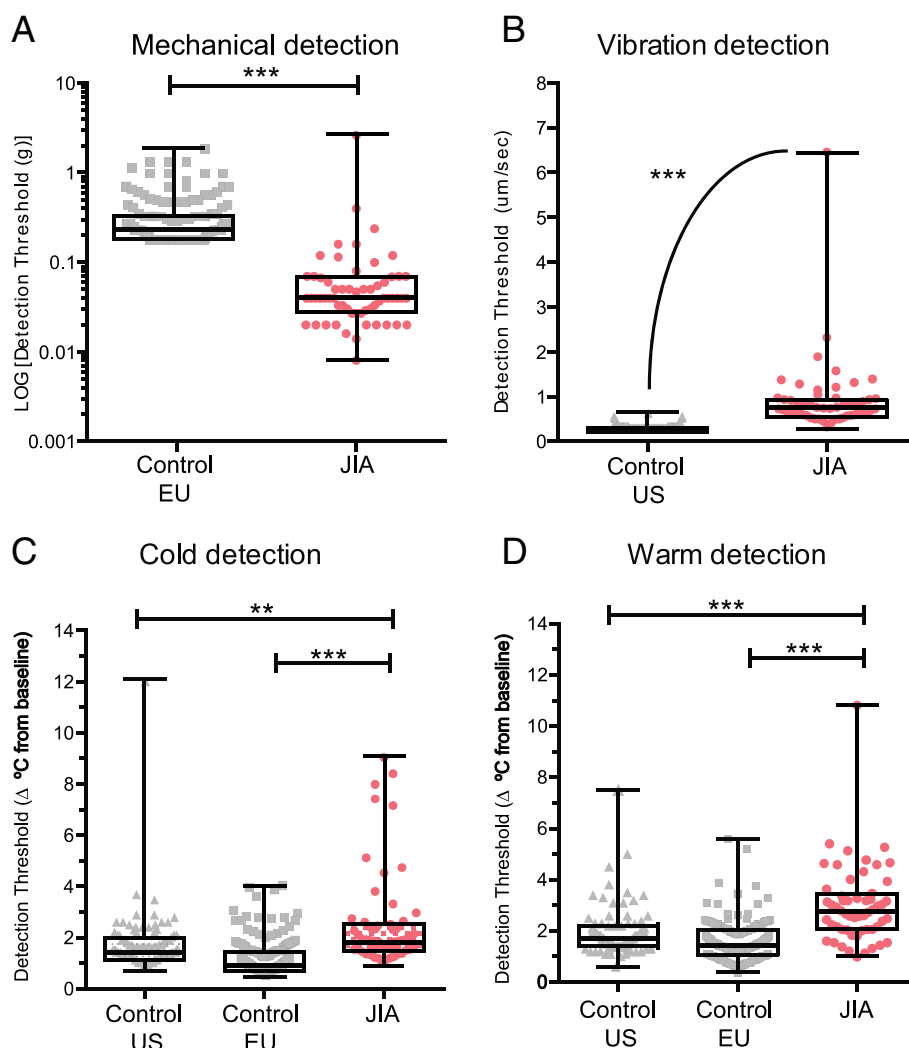 A
Mechanical detection
***
LOG [Detection Threshold (g)]
10
1
0.1
0.01
0.001
Control
EU
JIA
B
Vibration detection
***
Detection Threshold (um/sec)
8
7
6
5
4
3
2
1
0
Control
US
JIA
C
Cold detection
**
***
Detection Threshold (Δ ºC from baseline)
14
12
10
8
6
4
2
0
Control
US
Control
EU
JIA
D
Warm detection
***
***
Detection Threshold (Δ ºC from baseline)
14
12
10
8
6
4
2
0
Control
US
Control
EU
JIA